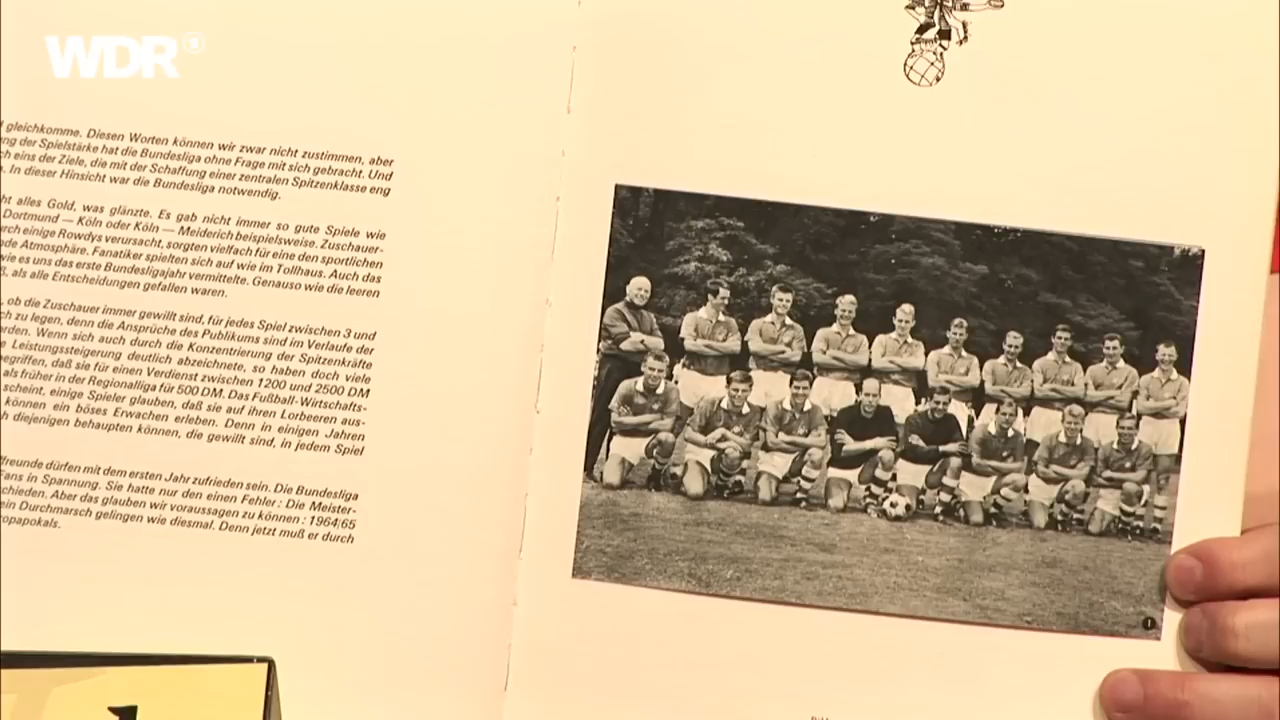 WDR
gleichkomme. Diesen Worten können wir zwar nicht zustimmen, aber
ng der Spielstärke hat die Bundesliga ohne Frage mit sich gebracht. Und
ch eins der Ziele, die mit der Schaffung einer zentralen Spitzenklasse eng
. In dieser Hinsicht war die Bundesliga notwendig.
ht alles Gold, was glänzte. Es gab nicht immer so gute Spiele wie
Dortmund — Köln oder Köln — Meiderich beispielsweise. Zuschauer-
rch einige Rowdys verursacht, sorgten vielfach für eine den sportlichen
de Atmosphäre. Fanatiker spielten sich auf wie im Tollhaus. Auch das
wie es uns das erste Bundesligajahr vermittelte. Genauso wie die leeren
ß, als alle Entscheidungen gefallen waren.
, ob die Zuschauer immer gewillt sind, für jedes Spiel zwischen 3 und
ch zu legen, denn die Ansprüche des Publikums sind im Verlaufe der
rden. Wenn sich auch durch die Konzentrierung der Spitzenkräfte
e Leistungssteigerung deutlich abzeichnete, so haben doch viele
egriffen, daß sie für einen Verdienst zwischen 1200 und 2500 DM
als früher in der Regionalliga für 500 DM. Das Fußball-Wirtschafts-
scheint, einige Spieler glauben, daß sie auf ihren Lorbeeren aus-
können ein böses Erwachen erleben. Denn in einigen Jahren
h diejenigen behaupten können, die gewillt sind, in jedem Spiel
lfreunde dürfen mit dem ersten Jahr zufrieden sein. Die Bundesliga
Fans in Spannung. Sie hatte nur den einen Fehler: Die Meister-
chieden. Aber das glauben wir voraussagen zu können: 1964/65
ein Durchmarsch gelingen wie diesmal. Denn jetzt muß er durch
ropapokals.
1